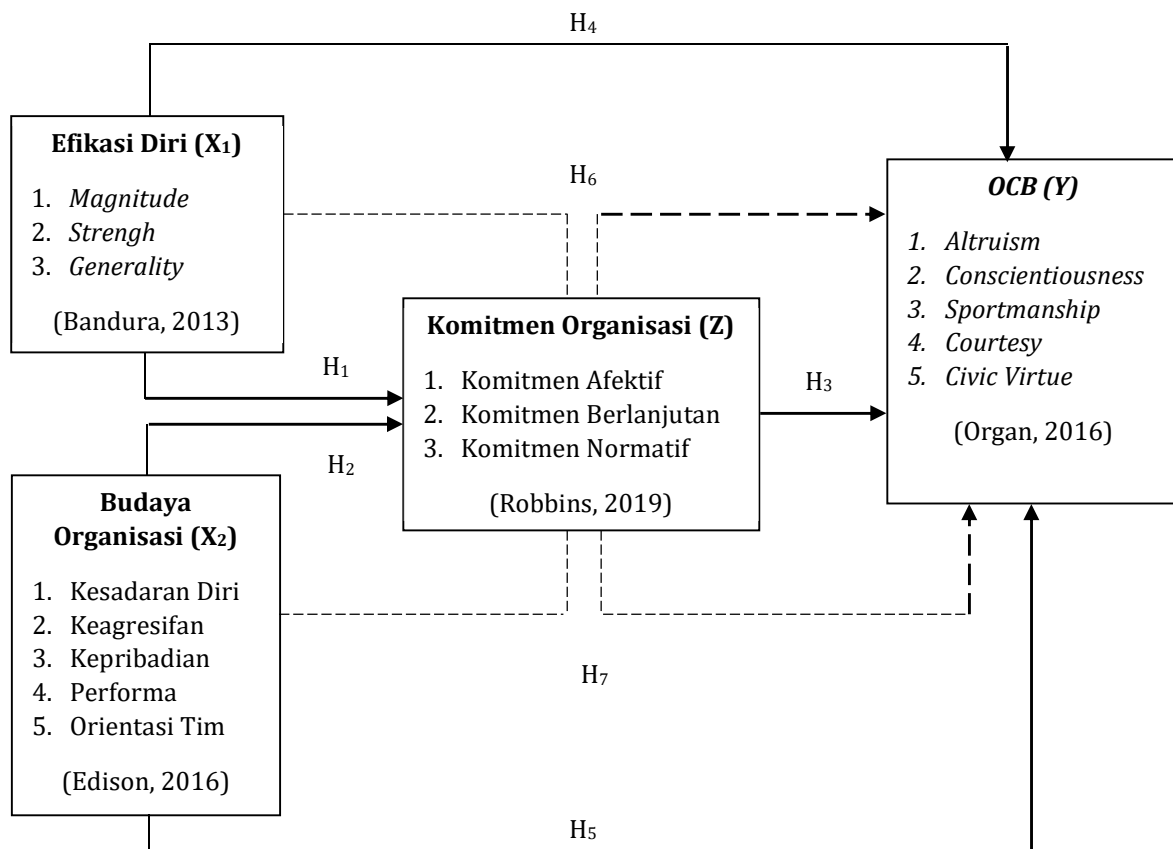 H₄
Efikasi Diri (X₁)
1. Magnitude
2. Strengh
3. Generality
(Bandura, 2013)
H₆
OCB (Y)
1. Altruism
2. Conscientiousness
3. Sportmanship
4. Courtesy
5. Civic Virtue
(Organ, 2016)
H₁
Komitmen Organisasi (Z)
1. Komitmen Afektif
2. Komitmen Berlanjutan
3. Komitmen Normatif
(Robbins, 2019)
H₃
H₂
Budaya
Organisasi (X₂)
1. Kesadaran Diri
2. Keagresifan
3. Kepribadian
4. Performa
5. Orientasi Tim
(Edison, 2016)
H₇
H₅